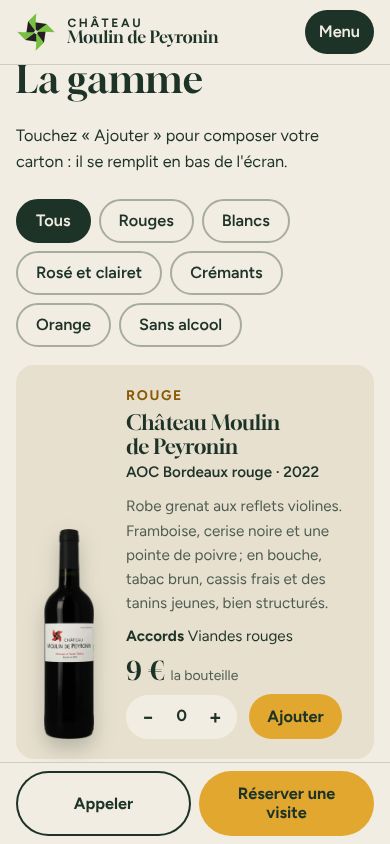 CHÂTEAU
Moulin de Peyronin
Menu
La gamme
Touchez « Ajouter » pour composer votre
carton : il se remplit en bas de l'écran.
Tous
Rouges
Blancs
Rosé et clairet
Crémants
Orange
Sans alcool
ROUGE
Château Moulin
de Peyronin
AOC Bordeaux rouge · 2022
Robe grenat aux reflets violines.
Framboise, cerise noire et une
pointe de poivre ; en bouche,
tabac brun, cassis frais et des
tanins jeunes, bien structurés.
Accords Viandes rouges
9 € la bouteille
− 0 +
Ajouter
CHÂTEAU
MOULIN DE PEYRONIN
Appeler
Réserver une
visite